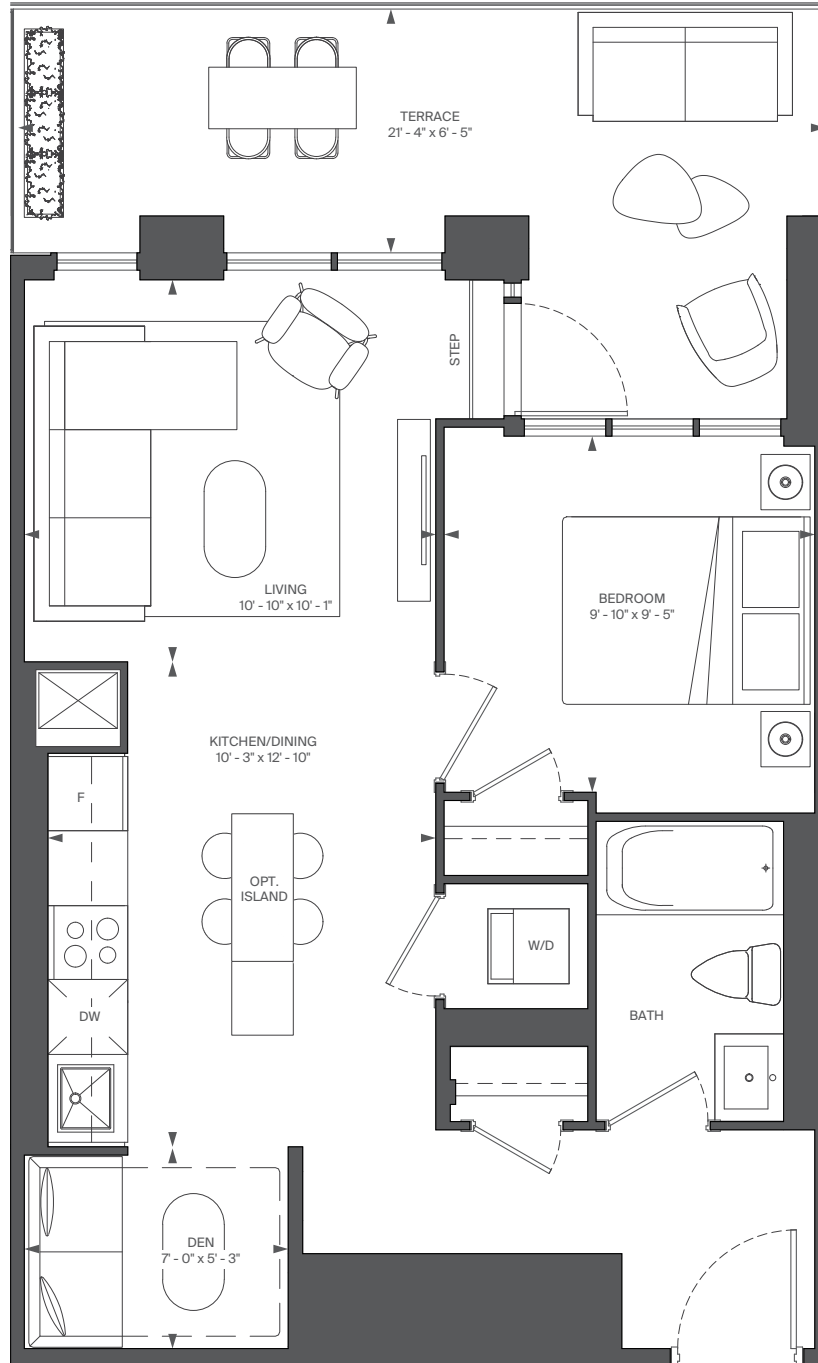 TERRACE
21' - 4" x 6' - 5"
STEP
LIVING
10' - 10" x 10' - 1"
BEDROOM
9' - 10" x 9' - 5"
KITCHEN/DINING
10' - 3" x 12' - 10"
F
OPT.
ISLAND
W/D
DW
BATH
DEN
7' - 0" x 5' - 3"